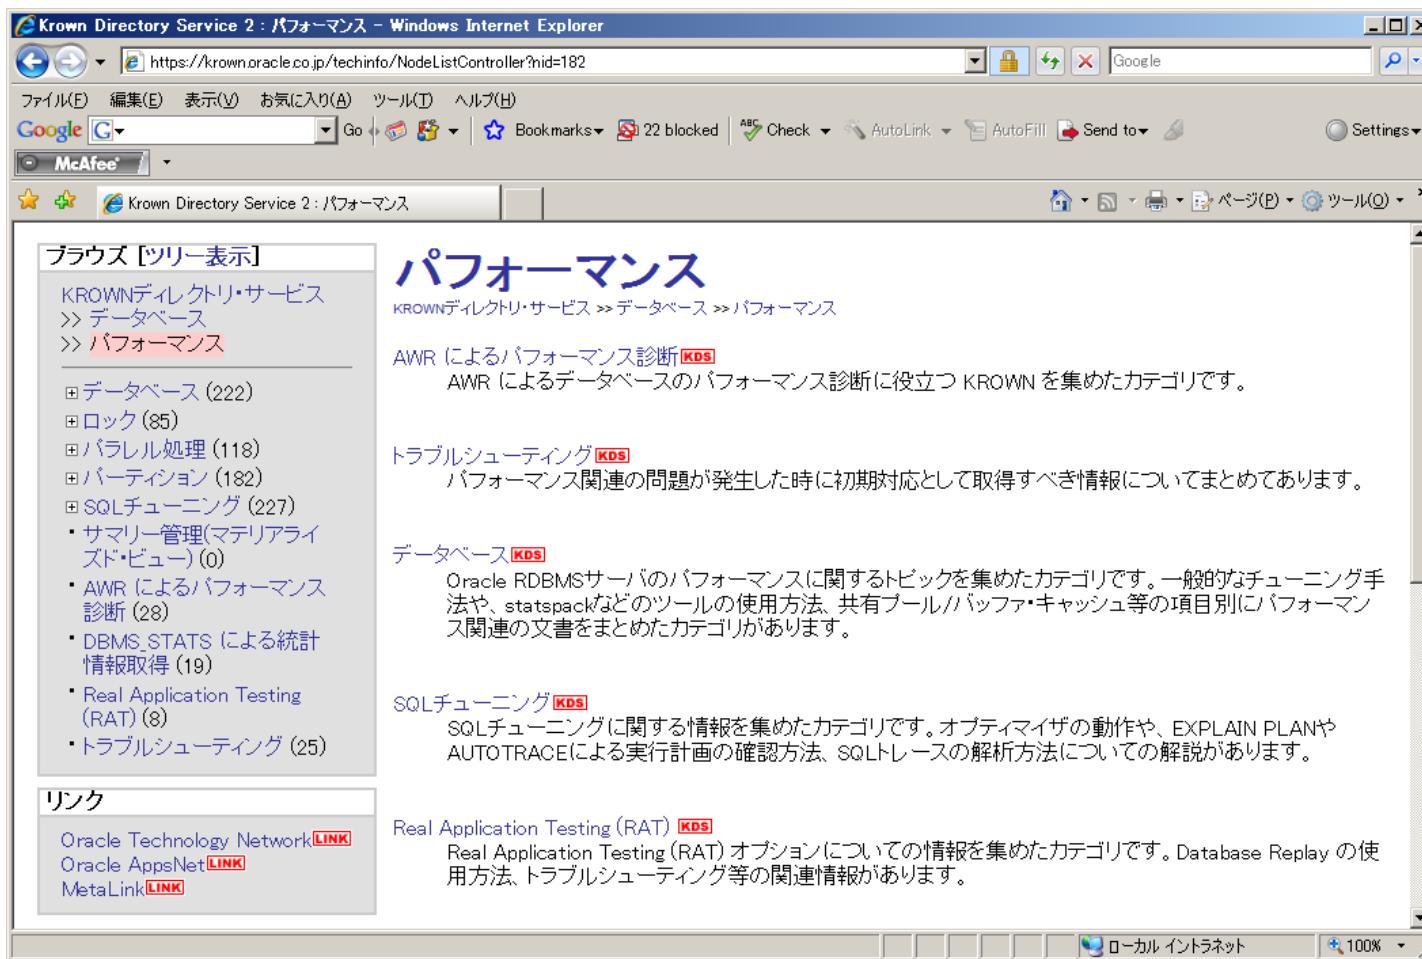 Krown Directory Service 2 : パフォーマンス - Windows Internet Explorer
https://krown.oracle.co.jp/techinfo/NodeListController?nid=182
Google
ファイル(F) 編集(E) 表示(V) お気に入り(A) ツール(T) ヘルプ(H)
Google G Go Bookmarks 22 blocked ABC Check AutoLink AutoFill Send to Settings
McAfee
Krown Directory Service 2 : パフォーマンス ページ(P) ツール(O)
ブラウズ [ツリー表示]
KROWNディレクトリ・サービス
>> データベース
>> パフォーマンス
データベース (222)
ロック (85)
パラレル処理 (118)
パーティション (182)
SQLチューニング (227)
サマリー管理(マテリアライ
ズド・ビュー) (0)
AWR によるパフォーマンス
診断 (28)
DBMS_STATS による統計
情報取得 (19)
Real Application Testing
(RAT) (8)
トラブルシューティング (25)
リンク
Oracle Technology Network LINK
Oracle AppsNet LINK
MetaLink LINK
パフォーマンス
KROWNディレクトリ・サービス >> データベース >> パフォーマンス
AWR によるパフォーマンス診断 KDS
AWR によるデータベースのパフォーマンス診断に役立つ KROWN を集めたカテゴリです。
トラブルシューティング KDS
パフォーマンス関連の問題が発生した時に初期対応として取得すべき情報についてまとめてあります。
データベース KDS
Oracle RDBMSサーバのパフォーマンスに関するトピックを集めたカテゴリです。一般的なチューニング手
法や、statspackなどのツールの使用方法、共有プール/バッファ・キャッシュ等の項目別にパフォーマン
ス関連の文書をまとめたカテゴリがあります。
SQLチューニング KDS
SQLチューニングに関する情報を集めたカテゴリです。オプティマイザの動作や、EXPLAIN PLANや
AUTOTRACEによる実行計画の確認方法、SQLトレースの解析方法についての解説があります。
Real Application Testing (RAT) KDS
Real Application Testing (RAT) オプションについての情報を集めたカテゴリです。Database Replay の使
用方法、トラブルシューティング等の関連情報があります。
ローカル イントラネット 100%